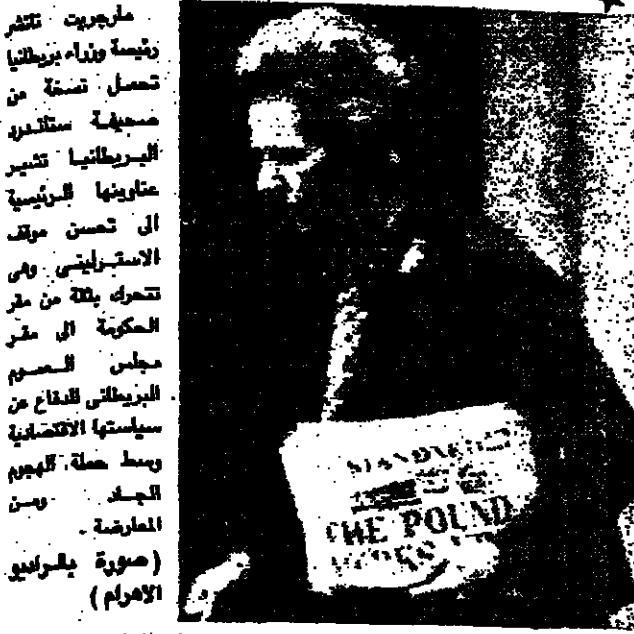 مارجريت تاتشر
رئيسة وزراء بريطانيا
تحمل نسخة من
صحيفة ستاندرد
البريطانيا تشير
عناوينها الرئيسية
الى تحسن موقف
الاسترليني وهى
تتحرك بثقة من مقر
الحكومة الى مقر
مجلس العموم
البريطانى للدفاع عن
سياستها الاقتصادية
وسط حملة الهجوم
الحاد ومن
المعارضة .
( صورة بالراديو
الاهرام )
STANDARD
THE POUND